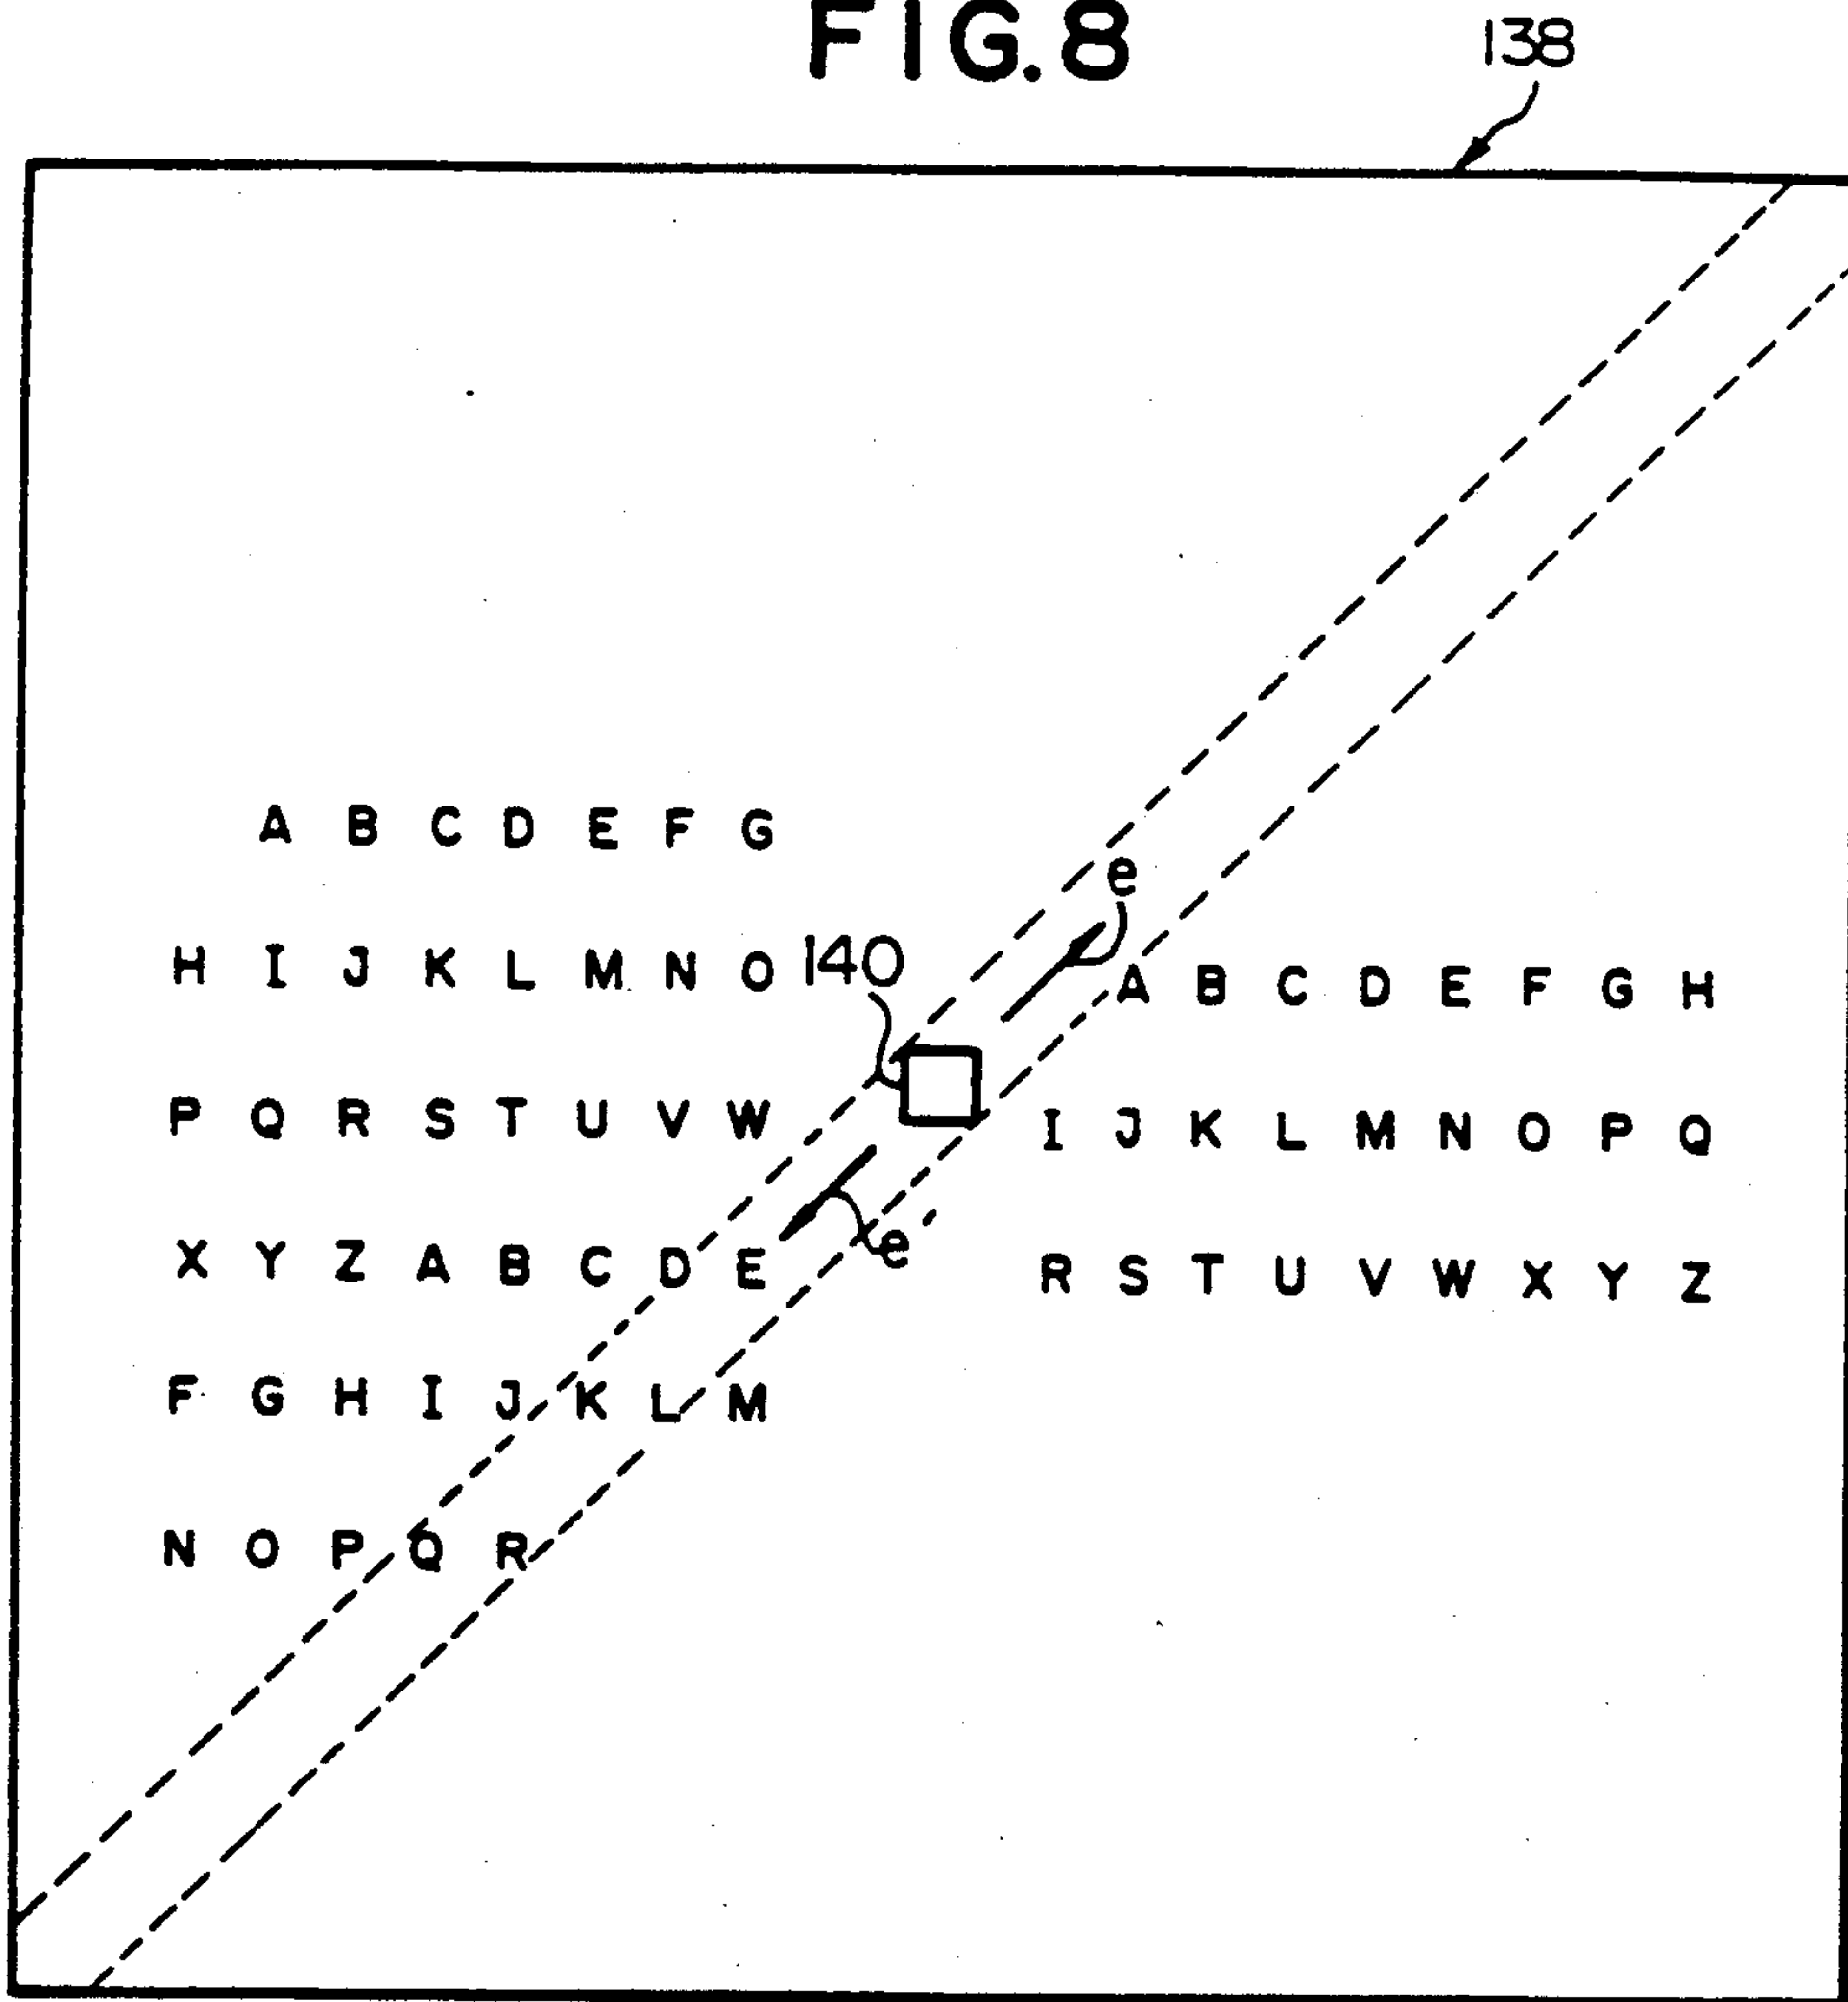 FIG.8
138
A B C D E F G
e
H I J K L M N O
140
A B C D E F G H
P Q R S T U V W
I J K L M N O P Q
X Y Z A B C D E
e'
R S T U V W X Y Z
F G H I J K L M
N O P Q R